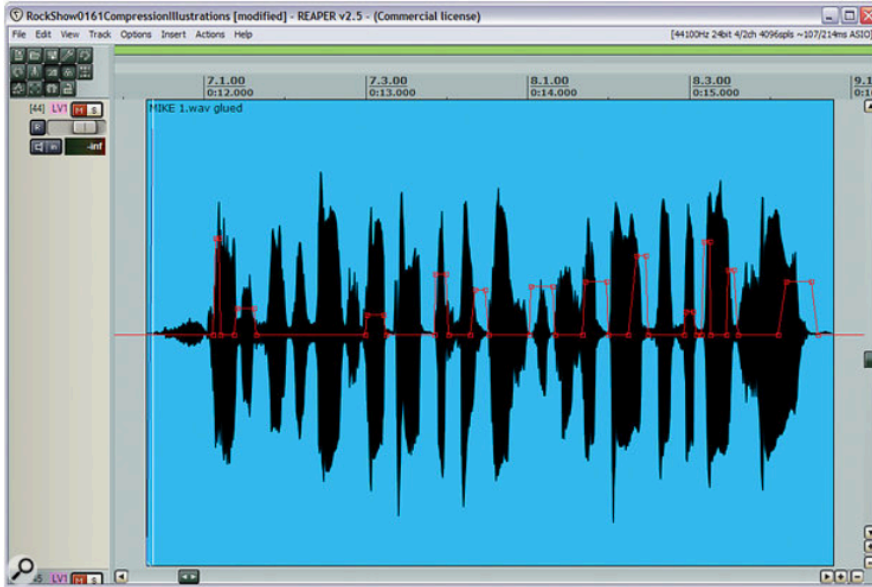 RockShow0161CompressionIllustrations [modified] - REAPER v2.5 - (Commercial license)
File Edit View Track Options Insert Actions Help [44100Hz 24bit 4/2ch 4096spls ~107/214ms ASIO]
7.1.00 7.3.00 8.1.00 8.3.00 9.1
0:12.000 0:13.000 0:14.000 0:15.000
[44] LV1 M S
MIKE 1.wav glued
R
in -inf
LV1 M S